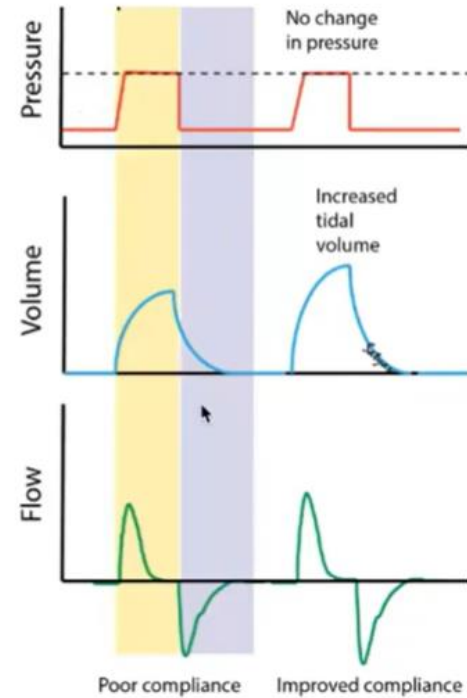 Pressure
No change
in pressure
Volume
Increased
tidal
volume
Flow
Poor compliance
Improved compliance